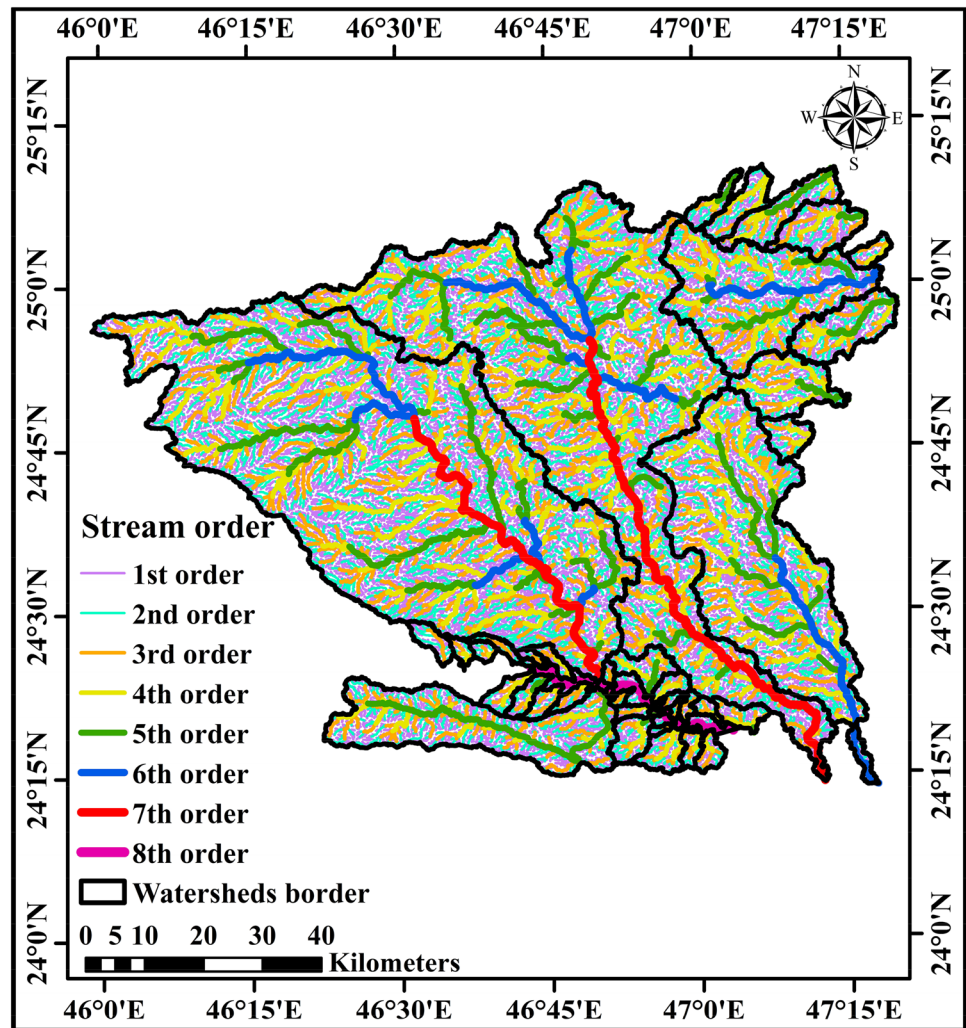 46°0'E 46°15'E 46°30'E 46°45'E 47°0'E 47°15'E
N
W E
S
25°15'N
25°0'N
24°45'N
24°30'N
24°15'N
24°0'N
25°15'N
25°0'N
24°45'N
24°30'N
24°15'N
24°0'N
Stream order
1st order
2nd order
3rd order
4th order
5th order
6th order
7th order
8th order
Watersheds border
0 5 10 20 30 40
Kilometers
46°0'E 46°15'E 46°30'E 46°45'E 47°0'E 47°15'E